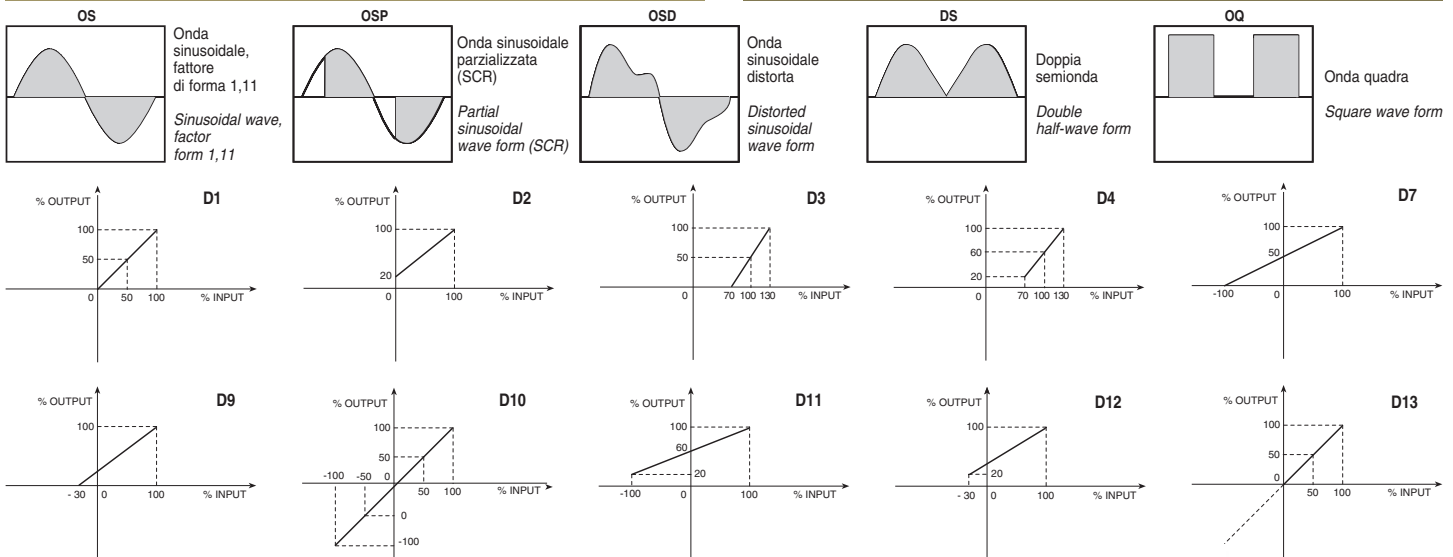 OS
Onda
sinusoidale,
fattore
di forma 1,11
Sinusoidal wave,
factor
form 1,11
OSP
Onda sinusoidale
parzializzata
(SCR)
Partial
sinusoidal
wave form (SCR)
OSD
Onda
sinusoidale
distorta
Distorted
sinusoidal
wave form
DS
Doppia
semionda
Double
half-wave form
OQ
Onda quadra
Square wave form
D1
% OUTPUT
100
50
0 50 100 % INPUT
D2
% OUTPUT
100
20
0 100 % INPUT
D3
% OUTPUT
100
50
0 70 100 130 % INPUT
D4
% OUTPUT
100
60
20
0 70 100 130 % INPUT
D7
% OUTPUT
100
50
-100 0 100 % INPUT
D9
% OUTPUT
100
- 30 0 100 % INPUT
D10
% OUTPUT
100
50
-100 -50 0
0 50 100 % INPUT
0
-100
D11
% OUTPUT
100
60
20
-100 0 100 % INPUT
D12
% OUTPUT
100
20
- 30 0 100 % INPUT
D13
% OUTPUT
100
50
0
50 100 % INPUT